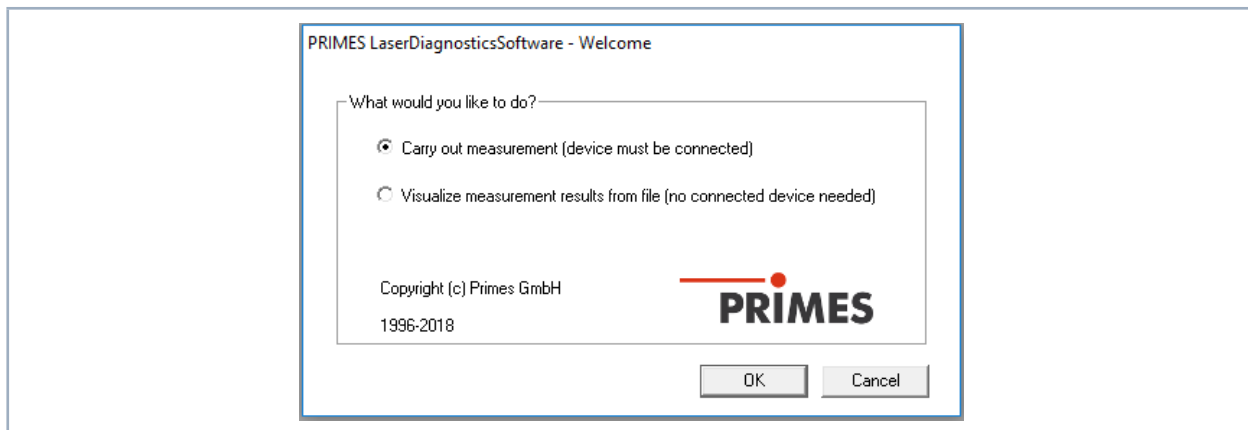 PRIMES LaserDiagnosticsSoftware - Welcome
What would you like to do?
Carry out measurement (device must be connected)
Visualize measurement results from file (no connected device needed)
Copyright (c) Primes GmbH
1996-2018
PRIMES
OK
Cancel